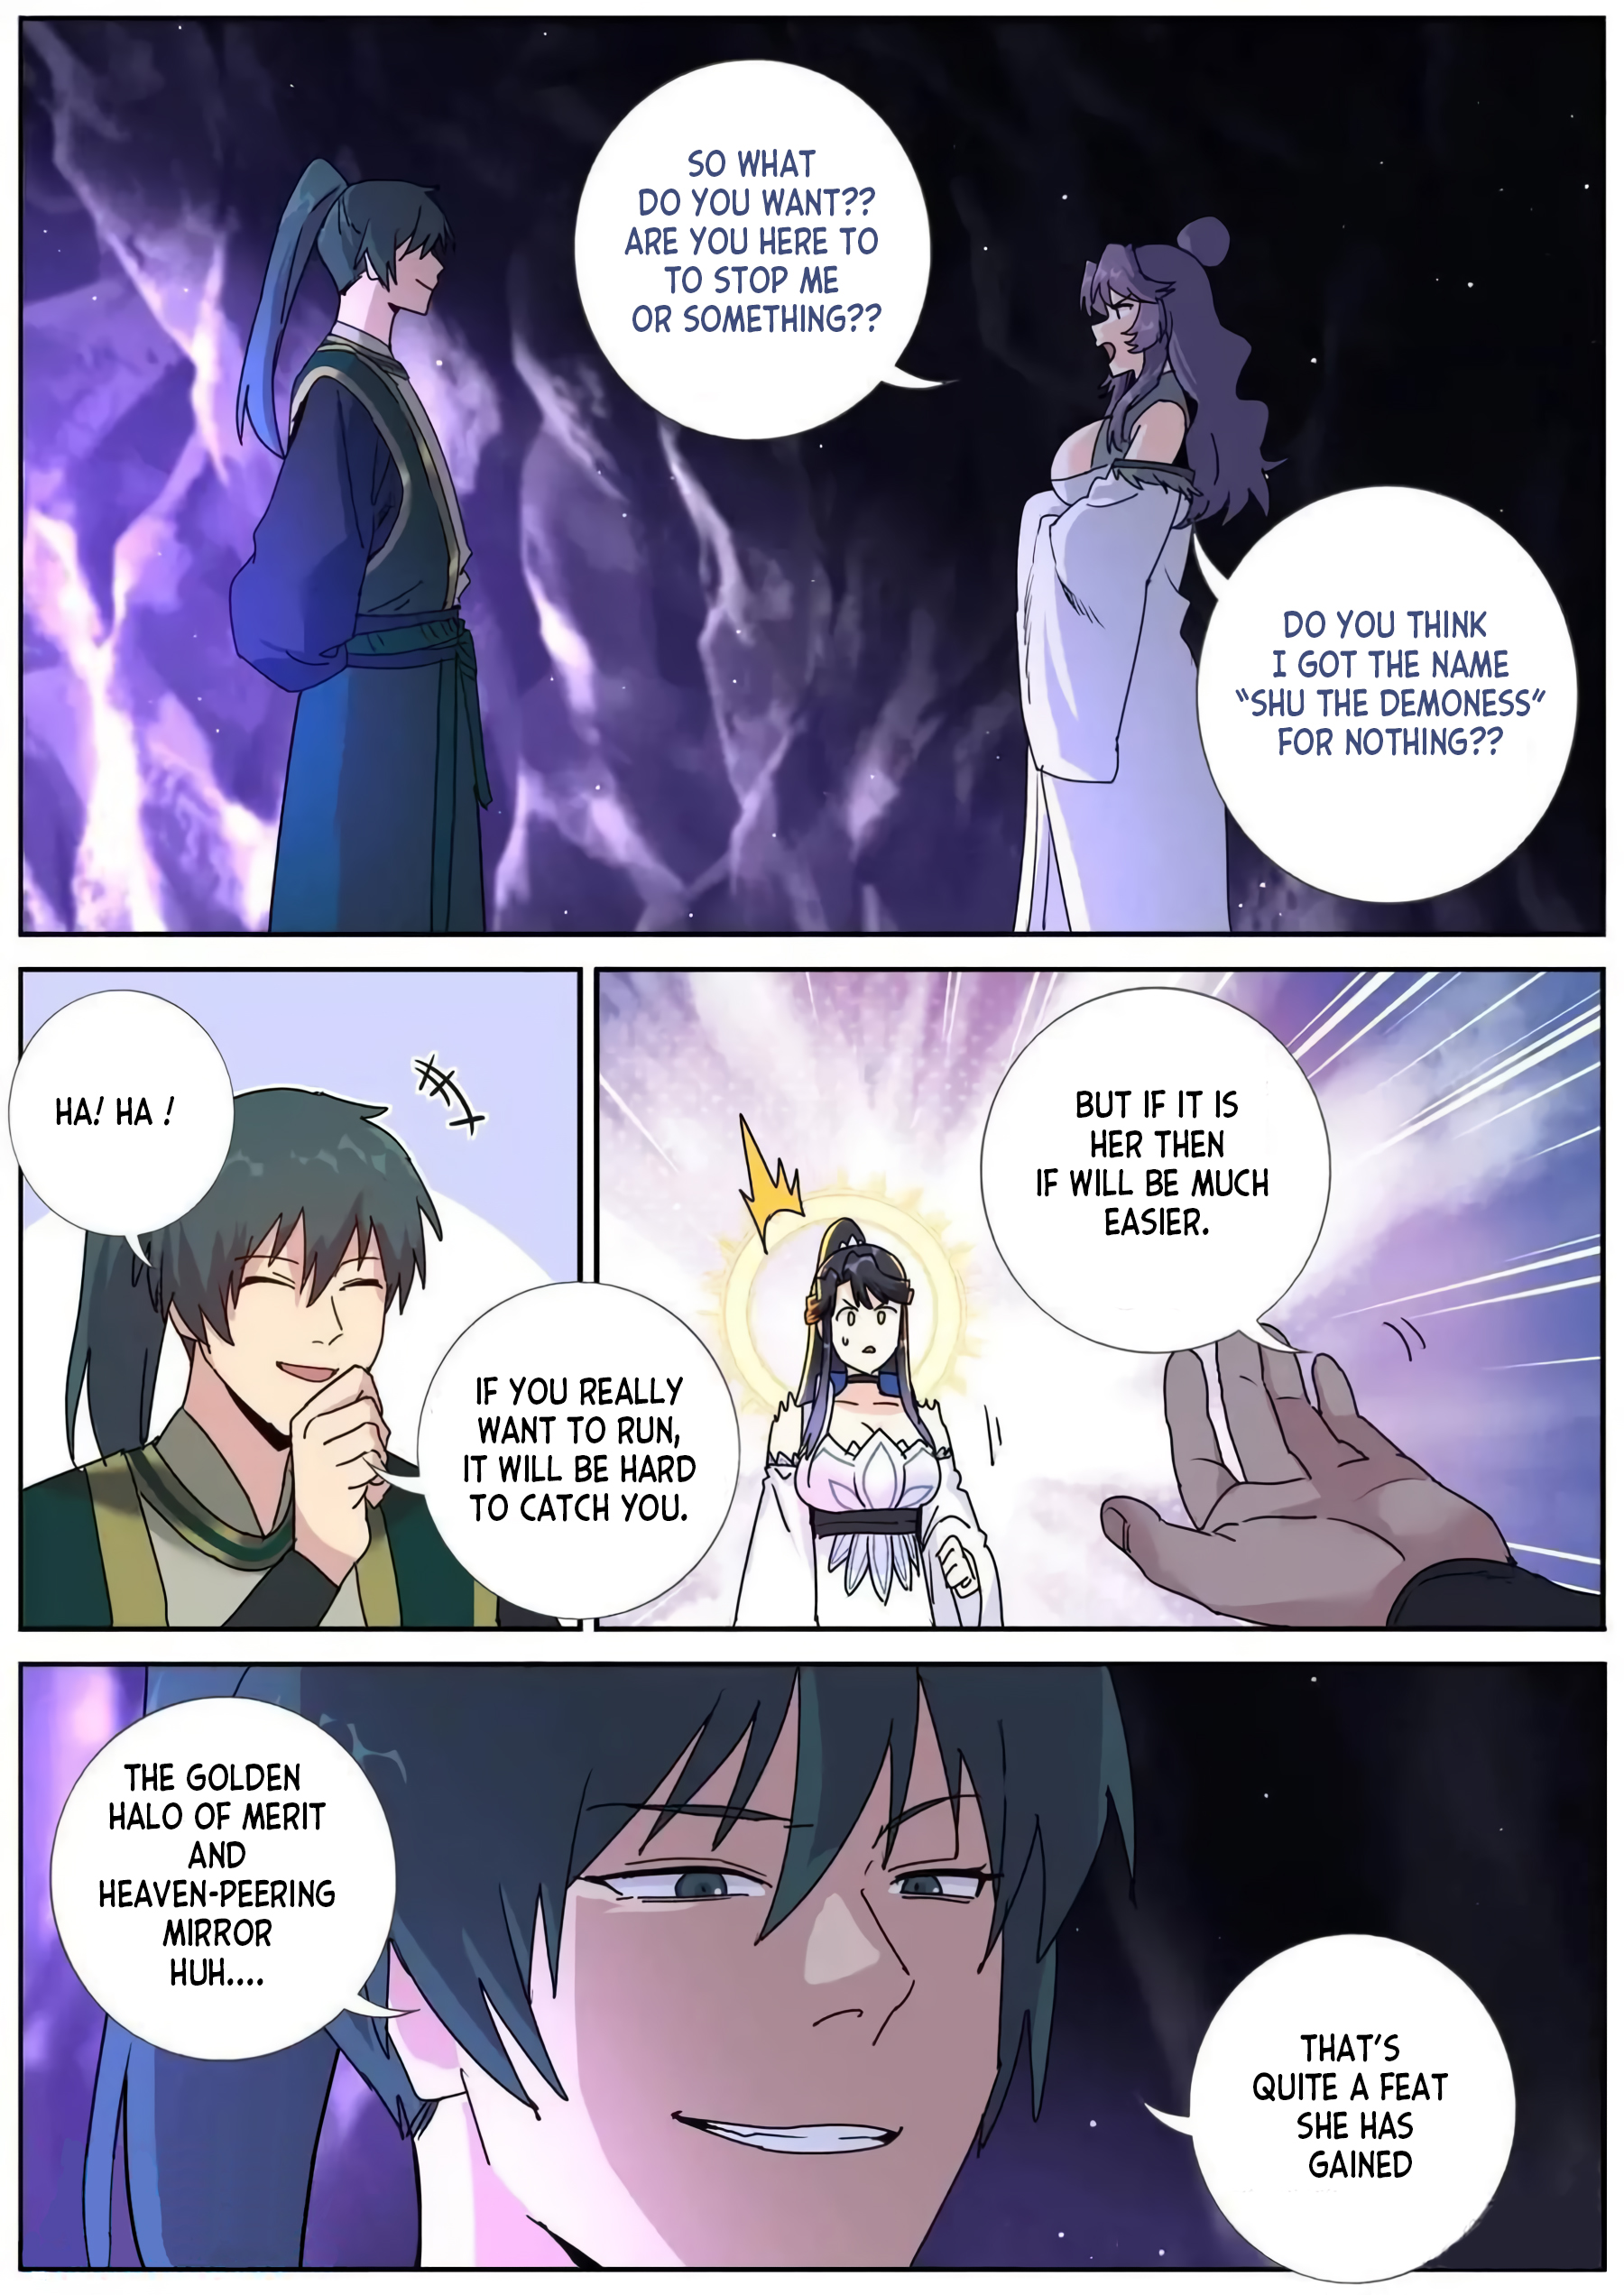 SO WHAT
DO YOU WANT??
ARE YOU HERE TO
TO STOP ME
OR SOMETHING??
DO YOU THINK
I GOT THE NAME
"SHU THE DEMONESS"
FOR NOTHING??
HA! HA !
IF YOU REALLY
WANT TO RUN,
IT WILL BE HARD
TO CATCH YOU.
BUT IF IT IS
HER THEN
IF WILL BE MUCH
EASIER.
THE GOLDEN
HALO OF MERIT
AND
HEAVEN-PEERING
MIRROR
HUH....
THAT'S
QUITE A FEAT
SHE HAS
GAINED